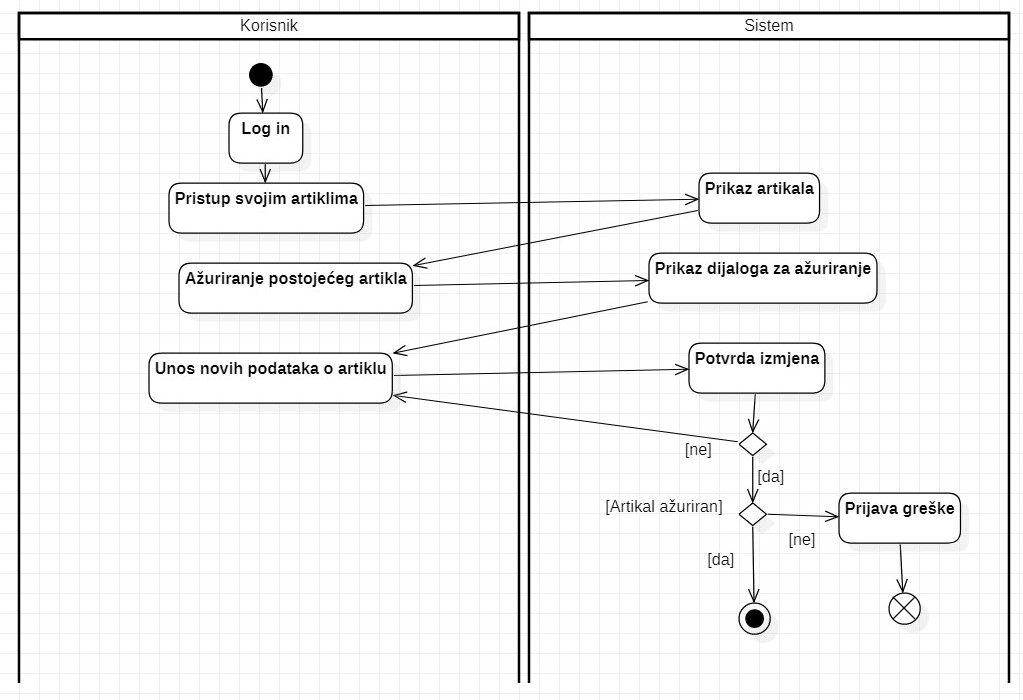 Korisnik
Sistem
Log in
Pristup svojim artiklima
Prikaz artikala
Ažuriranje postojećeg artikla
Prikaz dijaloga za ažuriranje
Unos novih podataka o artiklu
Potvrda izmjena
[ne]
[da]
[Artikal ažuriran]
Prijava greške
[ne]
[da]